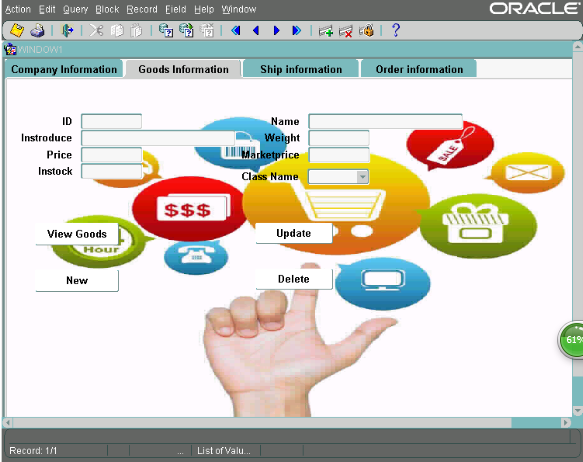 Action Edit Query Block Record Field Help Window ORACLE
WINDOW1
Company Information Goods Information Ship information Order information
ID Name
Instroduce Weight
Price Marketprice
Instock Class Name
SALE
$$$
View Goods Update
Hour
New Delete
61%
Record: 1/1 ... List of Valu...